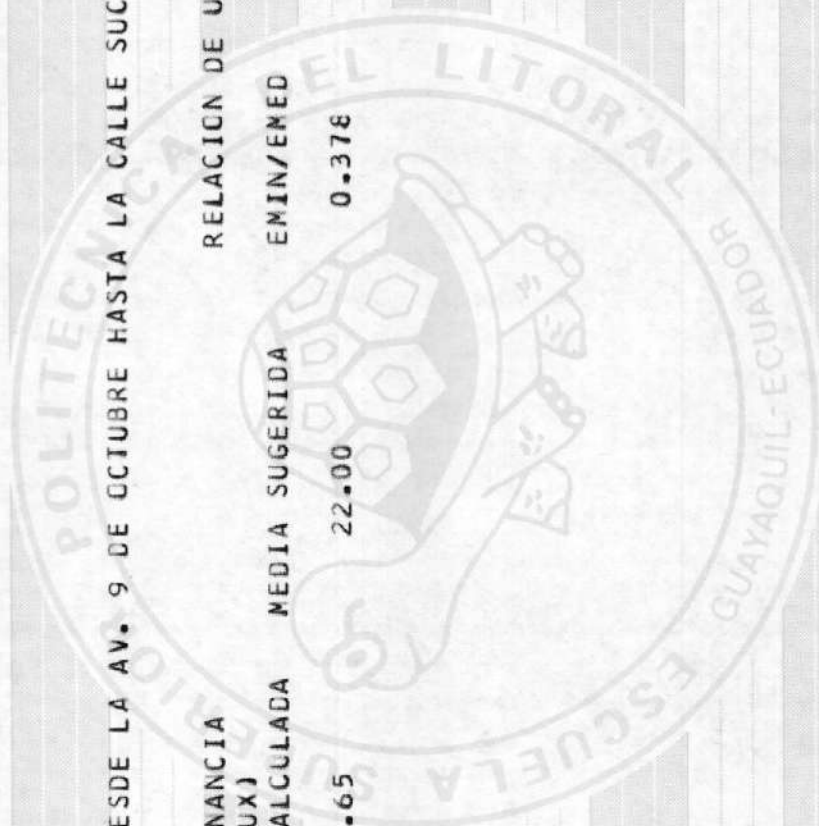 ESDE LA AV. 9 DE OCTUBRE HASTA LA CALLE SUC
NANCIA RELACION DE U
UX)
ALCULADA MEDIA SUGERIDA EMIN/EMED
.65 22.00 0.378
ESCUELA SUPERIOR POLITECNICA DEL LITORAL
GUAYAQUIL-ECUADOR